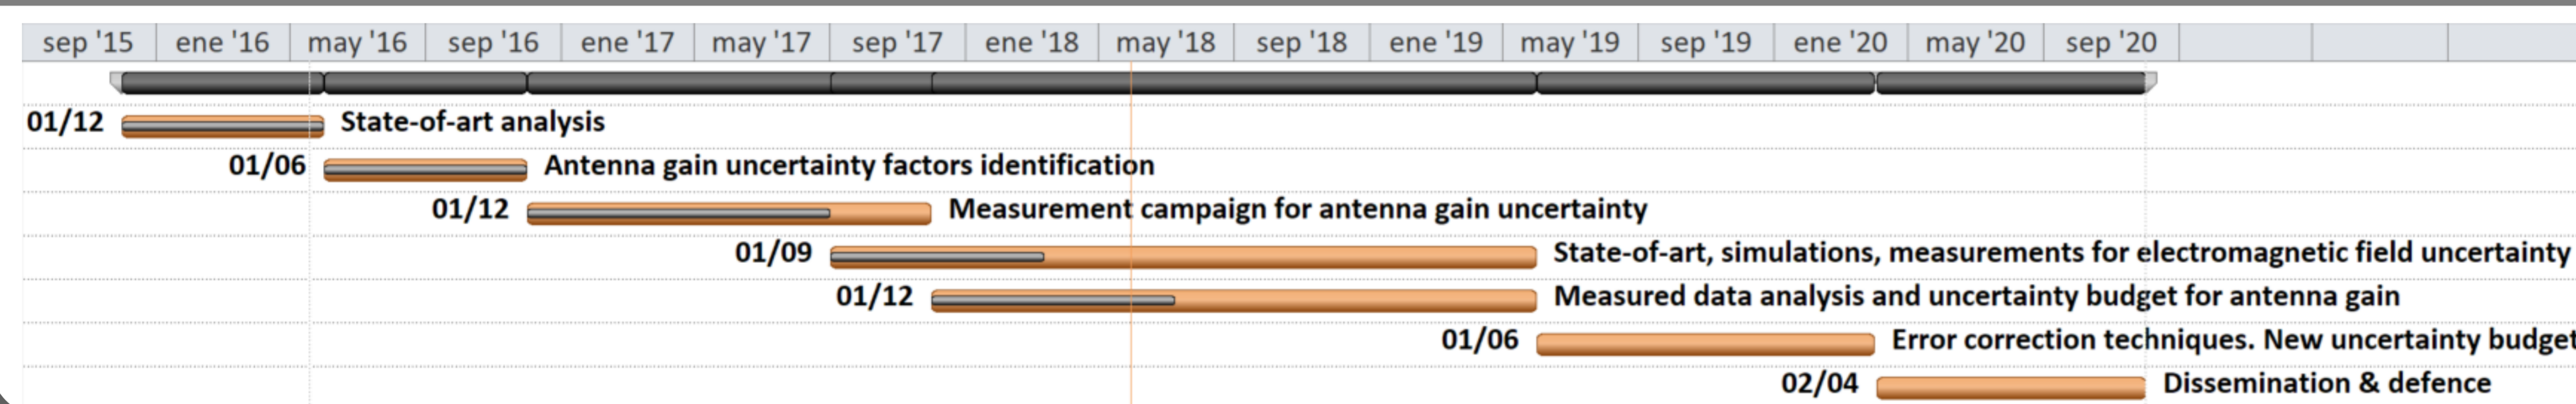 sep '15 ene '16 may '16 sep '16 ene '17 may '17 sep '17 ene '18 may '18 sep '18 ene '19 may '19 sep '19 ene '20 may '20 sep '20
01/12 State-of-art analysis
01/06 Antenna gain uncertainty factors identification
01/12 Measurement campaign for antenna gain uncertainty
01/09 State-of-art, simulations, measurements for electromagnetic field uncertainty
01/12 Measured data analysis and uncertainty budget for antenna gain
01/06 Error correction techniques. New uncertainty budget
02/04 Dissemination & defence